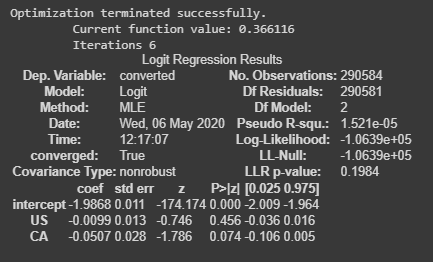 Optimization terminated successfully.
Current function value: 0.366116
Iterations 6
Logit Regression Results
Dep. Variable: converted No. Observations: 290584
Model: Logit Df Residuals: 290581
Method: MLE Df Model: 2
Date: Wed, 06 May 2020 Pseudo R-squ.: 1.521e-05
Time: 12:17:07 Log-Likelihood: -1.0639e+05
converged: True LL-Null: -1.0639e+05
Covariance Type: nonrobust LLR p-value: 0.1984
coef std err z P>|z| [0.025 0.975]
intercept -1.9868 0.011 -174.174 0.000 -2.009 -1.964
US -0.0099 0.013 -0.746 0.456 -0.036 0.016
CA -0.0507 0.028 -1.786 0.074 -0.106 0.005